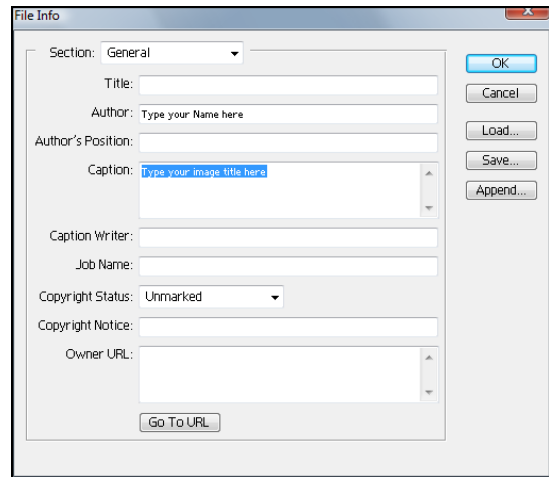 File Info
Section: General
OK
Title:
Cancel
Author: Type your Name here
Load...
Author's Position:
Save...
Caption: Type your image title here
Append...
Caption Writer:
Job Name:
Copyright Status: Unmarked
Copyright Notice:
Owner URL:
Go To URL